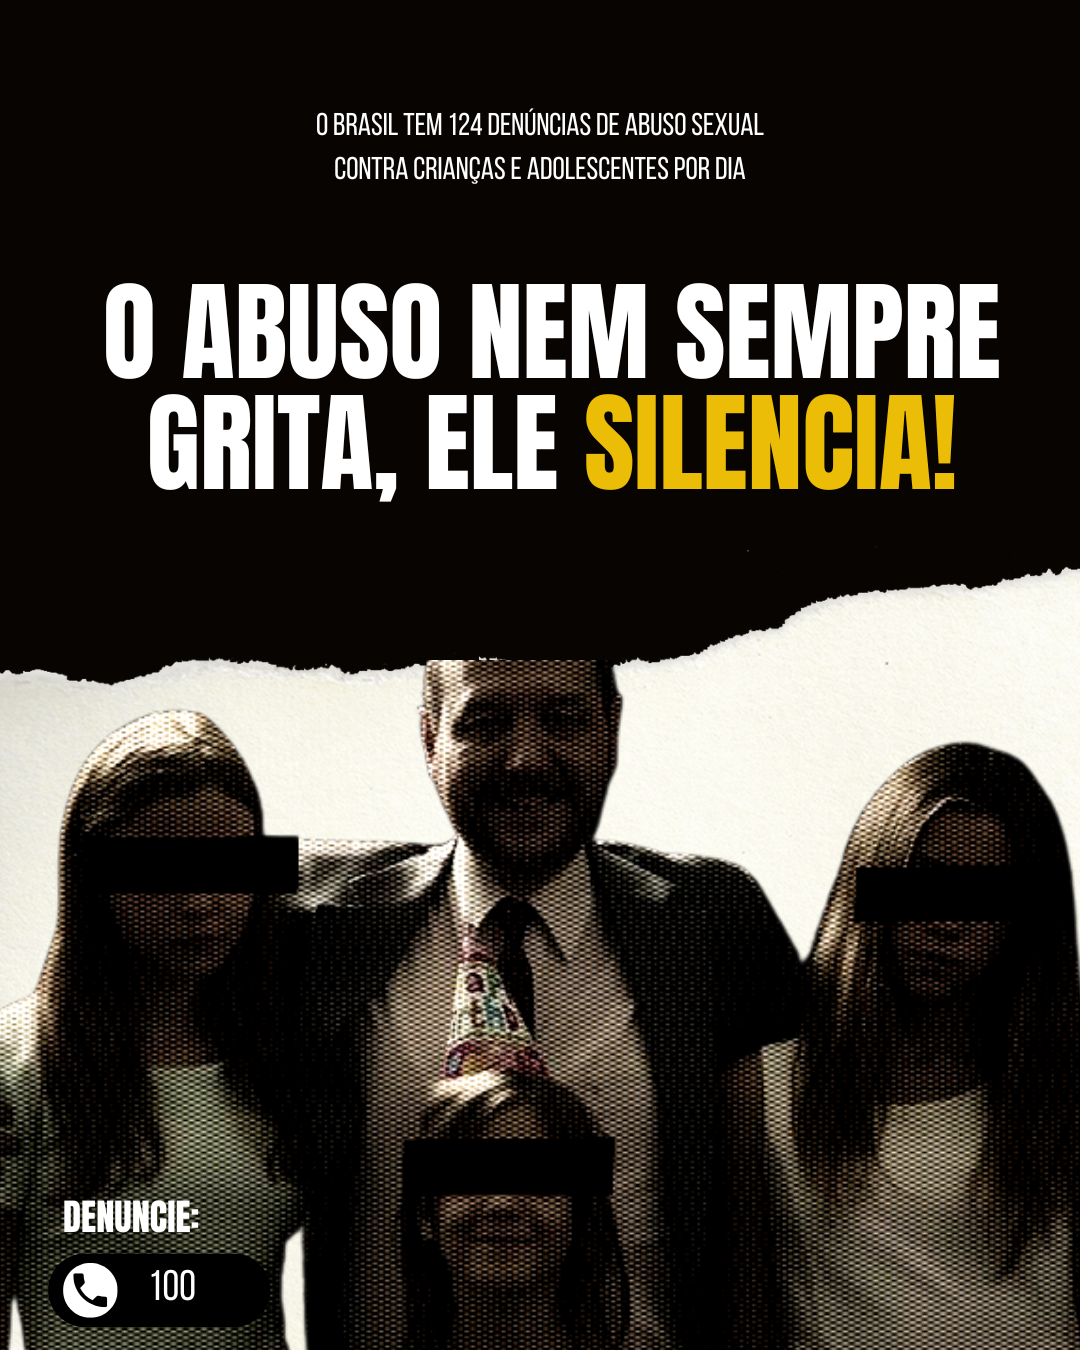 O BRASIL TEM 124 DENÚNCIAS DE ABUSO SEXUAL
CONTRA CRIANÇAS E ADOLESCENTES POR DIA
O ABUSO NEM SEMPRE
GRITA, ELE SILENCIA!
DENUNCIE:
100